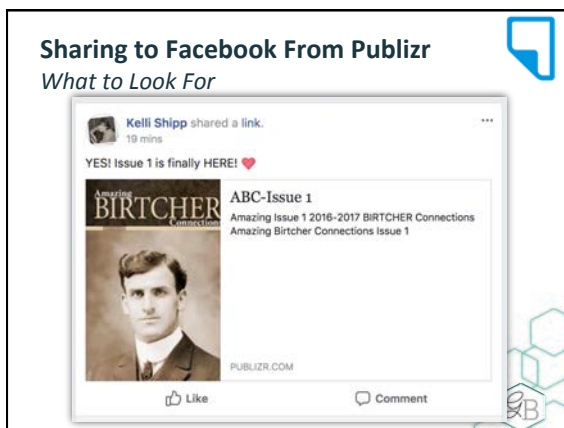 Sharing to Facebook From Publizr
What to Look For
Kelli Shipp shared a link.
19 mins
YES! Issue 1 is finally HERE! ❤️
Amazing
BIRTCHER
Connections
ABC-Issue 1
Amazing Issue 1 2016-2017 BIRTCHER Connections
Amazing Birtcher Connections Issue 1
PUBLIZR.COM
Like
Comment
GB